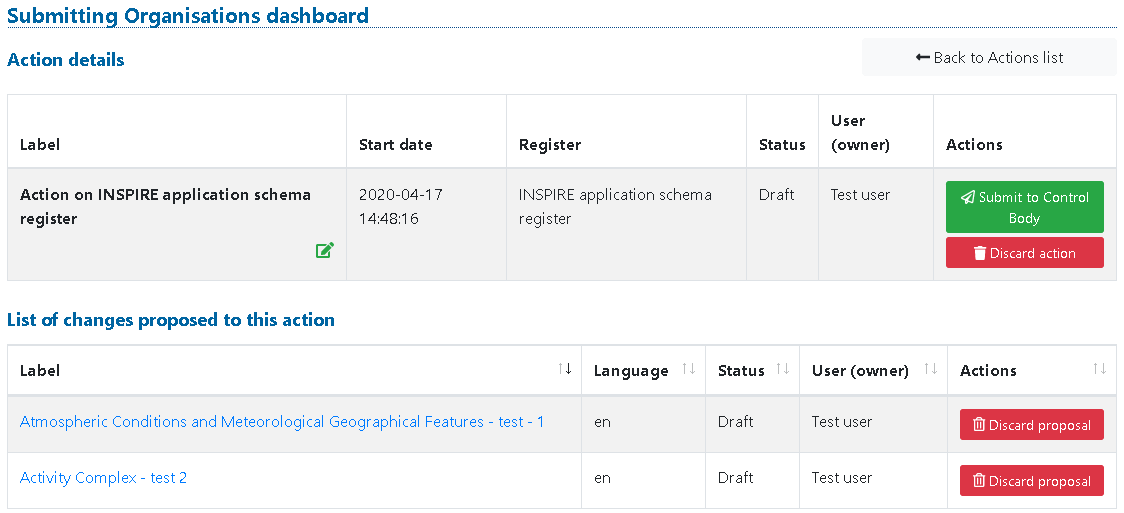 Submitting Organisations dashboard
Action details
Back to Actions list
Label
Start date
Register
Status
User
(owner)
Actions
Action on INSPIRE application schema
register
2020-04-17
14:48:16
INSPIRE application schema
register
Draft
Test user
Submit to Control
Body
Discard action
List of changes proposed to this action
Label
Language
Status
User (owner)
Actions
Atmospheric Conditions and Meteorological Geographical Features - test - 1
en
Draft
Test user
Discard proposal
Activity Complex - test 2
en
Draft
Test user
Discard proposal